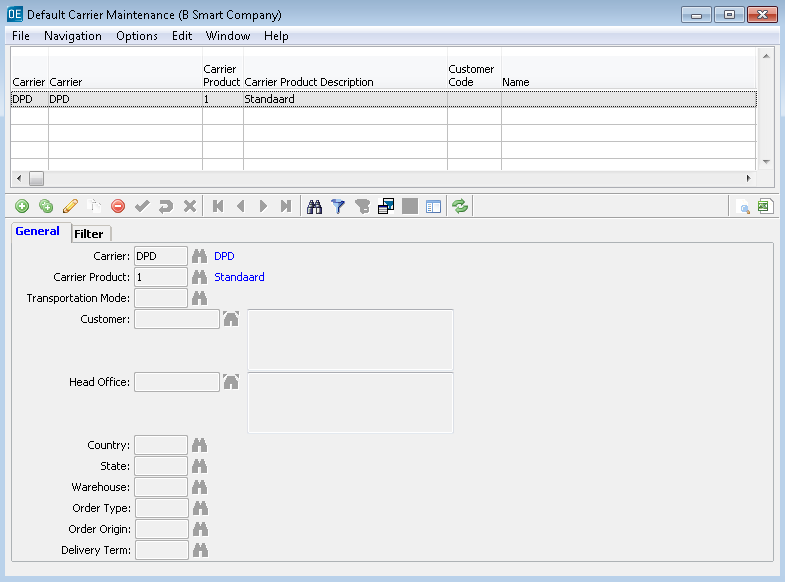 OE Default Carrier Maintenance (B Smart Company)
File Navigation Options Edit Window Help
Carrier Customer
Carrier Carrier Product Carrier Product Description Code Name
DPD DPD 1 Standaard
General Filter
Carrier: DPD DPD
Carrier Product: 1 Standaard
Transportation Mode:
Customer:
Head Office:
Country:
State:
Warehouse:
Order Type:
Order Origin:
Delivery Term: